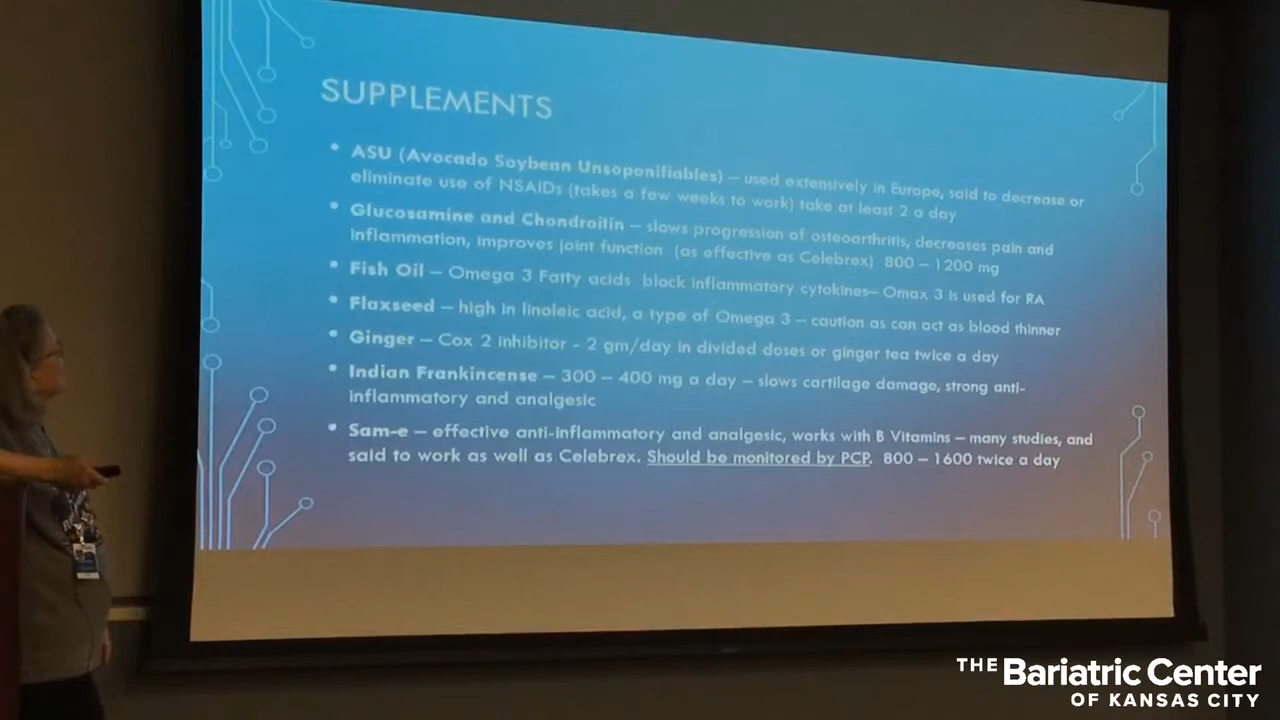 SUPPLEMENTS
• ASU (Avocado Soybean Unsoponifiables) – used extensively in Europe, said to decrease or
eliminate use of NSAIDs (takes a few weeks to work) take at least 2 a day
• Glucosamine and Chondroitin – slows progression of osteoarthritis, decreases pain and
inflammation, improves joint function (as effective as Celebrex) 800 – 1200 mg
• Fish Oil – Omega 3 Fatty acids block inflammatory cytokines– Omax 3 is used for RA
• Flaxseed – high in linoleic acid, a type of Omega 3 – caution as can act as blood thinner
• Ginger – Cox 2 inhibitor - 2 gm/day in divided doses or ginger tea twice a day
• Indian Frankincense – 300 – 400 mg a day – slows cartilage damage, strong anti-
inflammatory and analgesic
• Sam-e – effective anti-inflammatory and analgesic, works with B Vitamins – many studies, and
said to work as well as Celebrex. Should be monitored by PCP. 800 – 1600 twice a day
THE Bariatric Center
OF KANSAS CITY